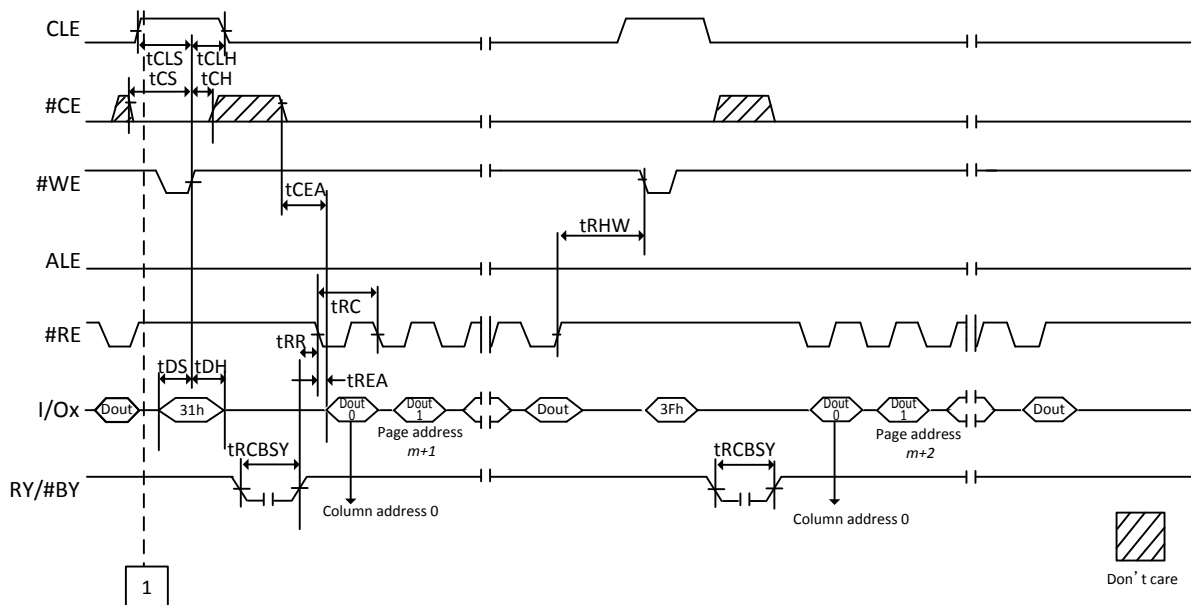 CLE
tCLS tCLH
tCS tCH
#CE
#WE
tCEA
tRHW
ALE
tRC
#RE
tRR
tDS tDH
tREA
I/Ox
Dout
31h
Dout 0
Dout 1
Dout
3Fh
Dout 0
Dout 1
Dout
Page address
m+1
Page address
m+2
tRCBSY
tRCBSY
RY/#BY
Column address 0
Column address 0
1
Don't care